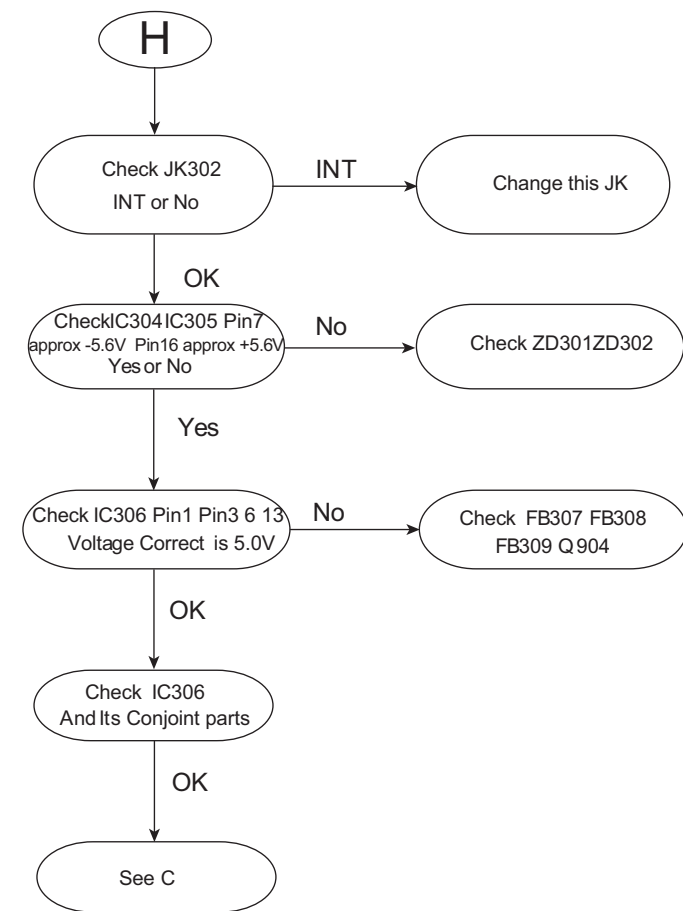 H
Check JK302
INT or No
INT
Change this JK
OK
CheckIC304 IC305 Pin7
approx -5.6V Pin16 approx +5.6V
Yes or No
No
Check ZD301ZD302
Yes
Check IC306 Pin1 Pin3 6 13
Voltage Correct is 5.0V
No
Check FB307 FB308
FB309 Q904
OK
Check IC306
And Its Conjoint parts
OK
See C